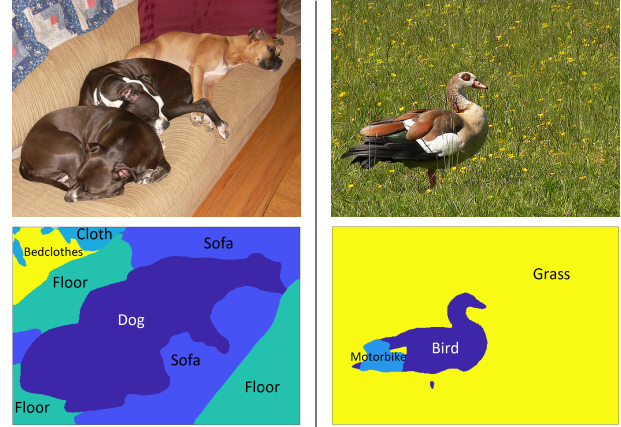 Cloth
Sofa
Bedclothes
Floor
Dog
Sofa
Floor
Floor
Grass
Motorbike
Bird